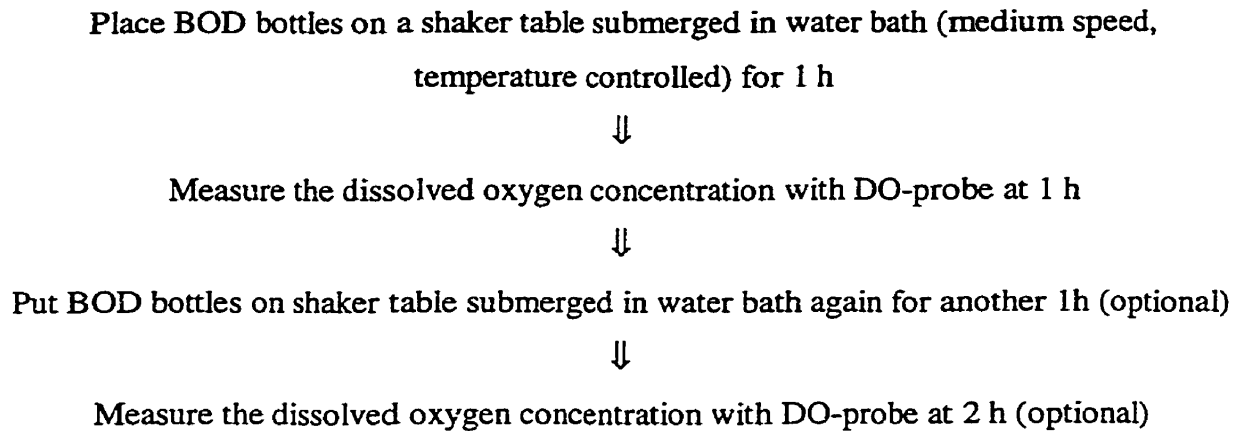 Place BOD bottles on a shaker table submerged in water bath (medium speed,
temperature controlled) for 1 h
⇓
Measure the dissolved oxygen concentration with DO-probe at 1 h
⇓
Put BOD bottles on shaker table submerged in water bath again for another 1h (optional)
⇓
Measure the dissolved oxygen concentration with DO-probe at 2 h (optional)